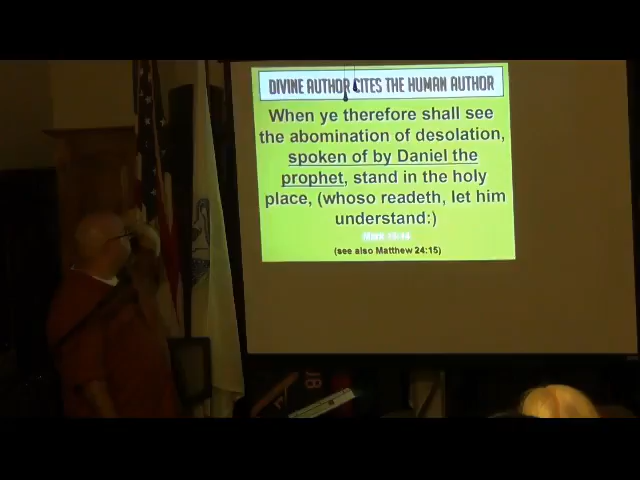 DIVINE AUTHOR CITES THE HUMAN AUTHOR
When ye therefore shall see
the abomination of desolation,
spoken of by Daniel the
prophet, stand in the holy
place, (whoso readeth, let him
understand:)
(see also Matthew 24:15)